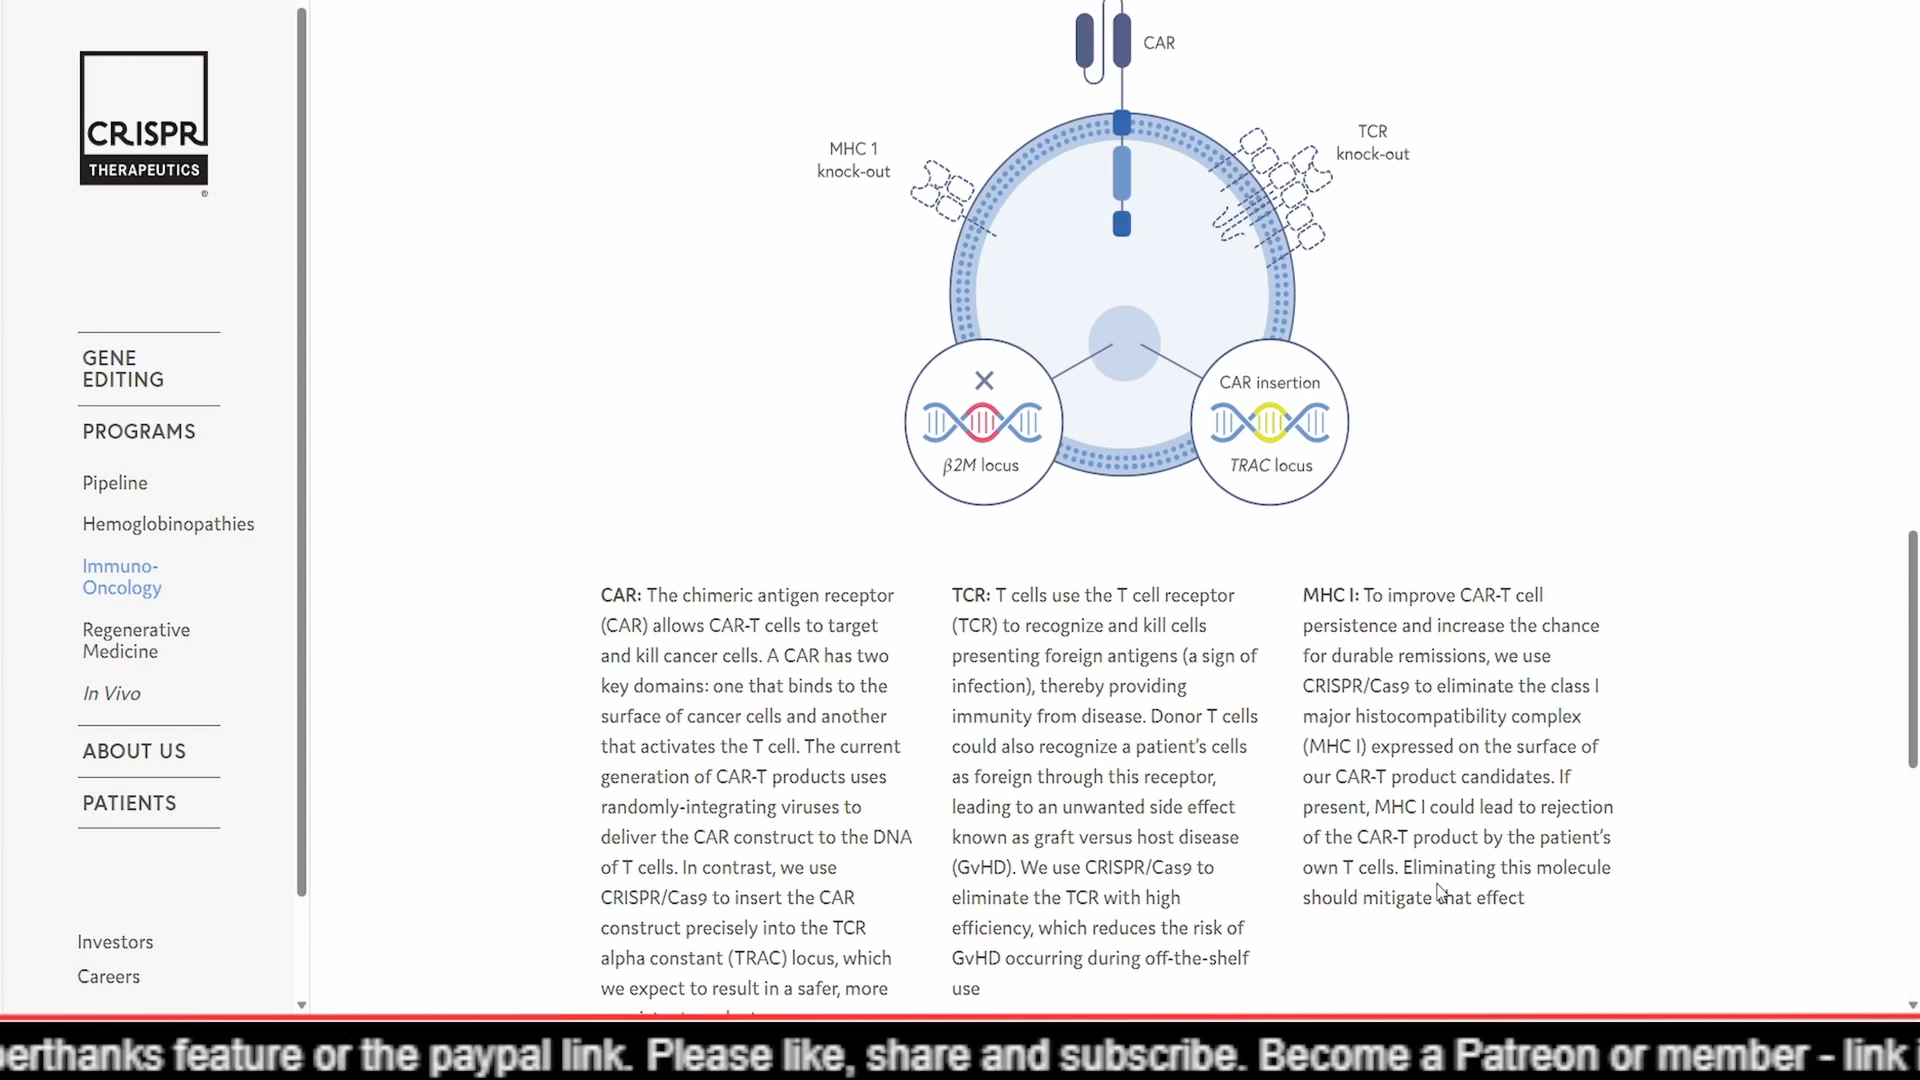 CRISPR
THERAPEUTICS
®
GENE
EDITING
PROGRAMS
Pipeline
Hemoglobinopathies
Immuno-
Oncology
Regenerative
Medicine
In Vivo
ABOUT US
PATIENTS
Investors
Careers
CAR
MHC 1
knock-out
TCR
knock-out
β2M locus
CAR insertion
TRAC locus
CAR: The chimeric antigen receptor
(CAR) allows CAR-T cells to target
and kill cancer cells. A CAR has two
key domains: one that binds to the
surface of cancer cells and another
that activates the T cell. The current
generation of CAR-T products uses
randomly-integrating viruses to
deliver the CAR construct to the DNA
of T cells. In contrast, we use
CRISPR/Cas9 to insert the CAR
construct precisely into the TCR
alpha constant (TRAC) locus, which
we expect to result in a safer, more
TCR: T cells use the T cell receptor
(TCR) to recognize and kill cells
presenting foreign antigens (a sign of
infection), thereby providing
immunity from disease. Donor T cells
could also recognize a patient's cells
as foreign through this receptor,
leading to an unwanted side effect
known as graft versus host disease
(GvHD). We use CRISPR/Cas9 to
eliminate the TCR with high
efficiency, which reduces the risk of
GvHD occurring during off-the-shelf
use
MHC I: To improve CAR-T cell
persistence and increase the chance
for durable remissions, we use
CRISPR/Cas9 to eliminate the class I
major histocompatibility complex
(MHC I) expressed on the surface of
our CAR-T product candidates. If
present, MHC I could lead to rejection
of the CAR-T product by the patient's
own T cells. Eliminating this molecule
should mitigate that effect
perthanks feature or the paypal link. Please like, share and subscribe. Become a Patreon or member - link